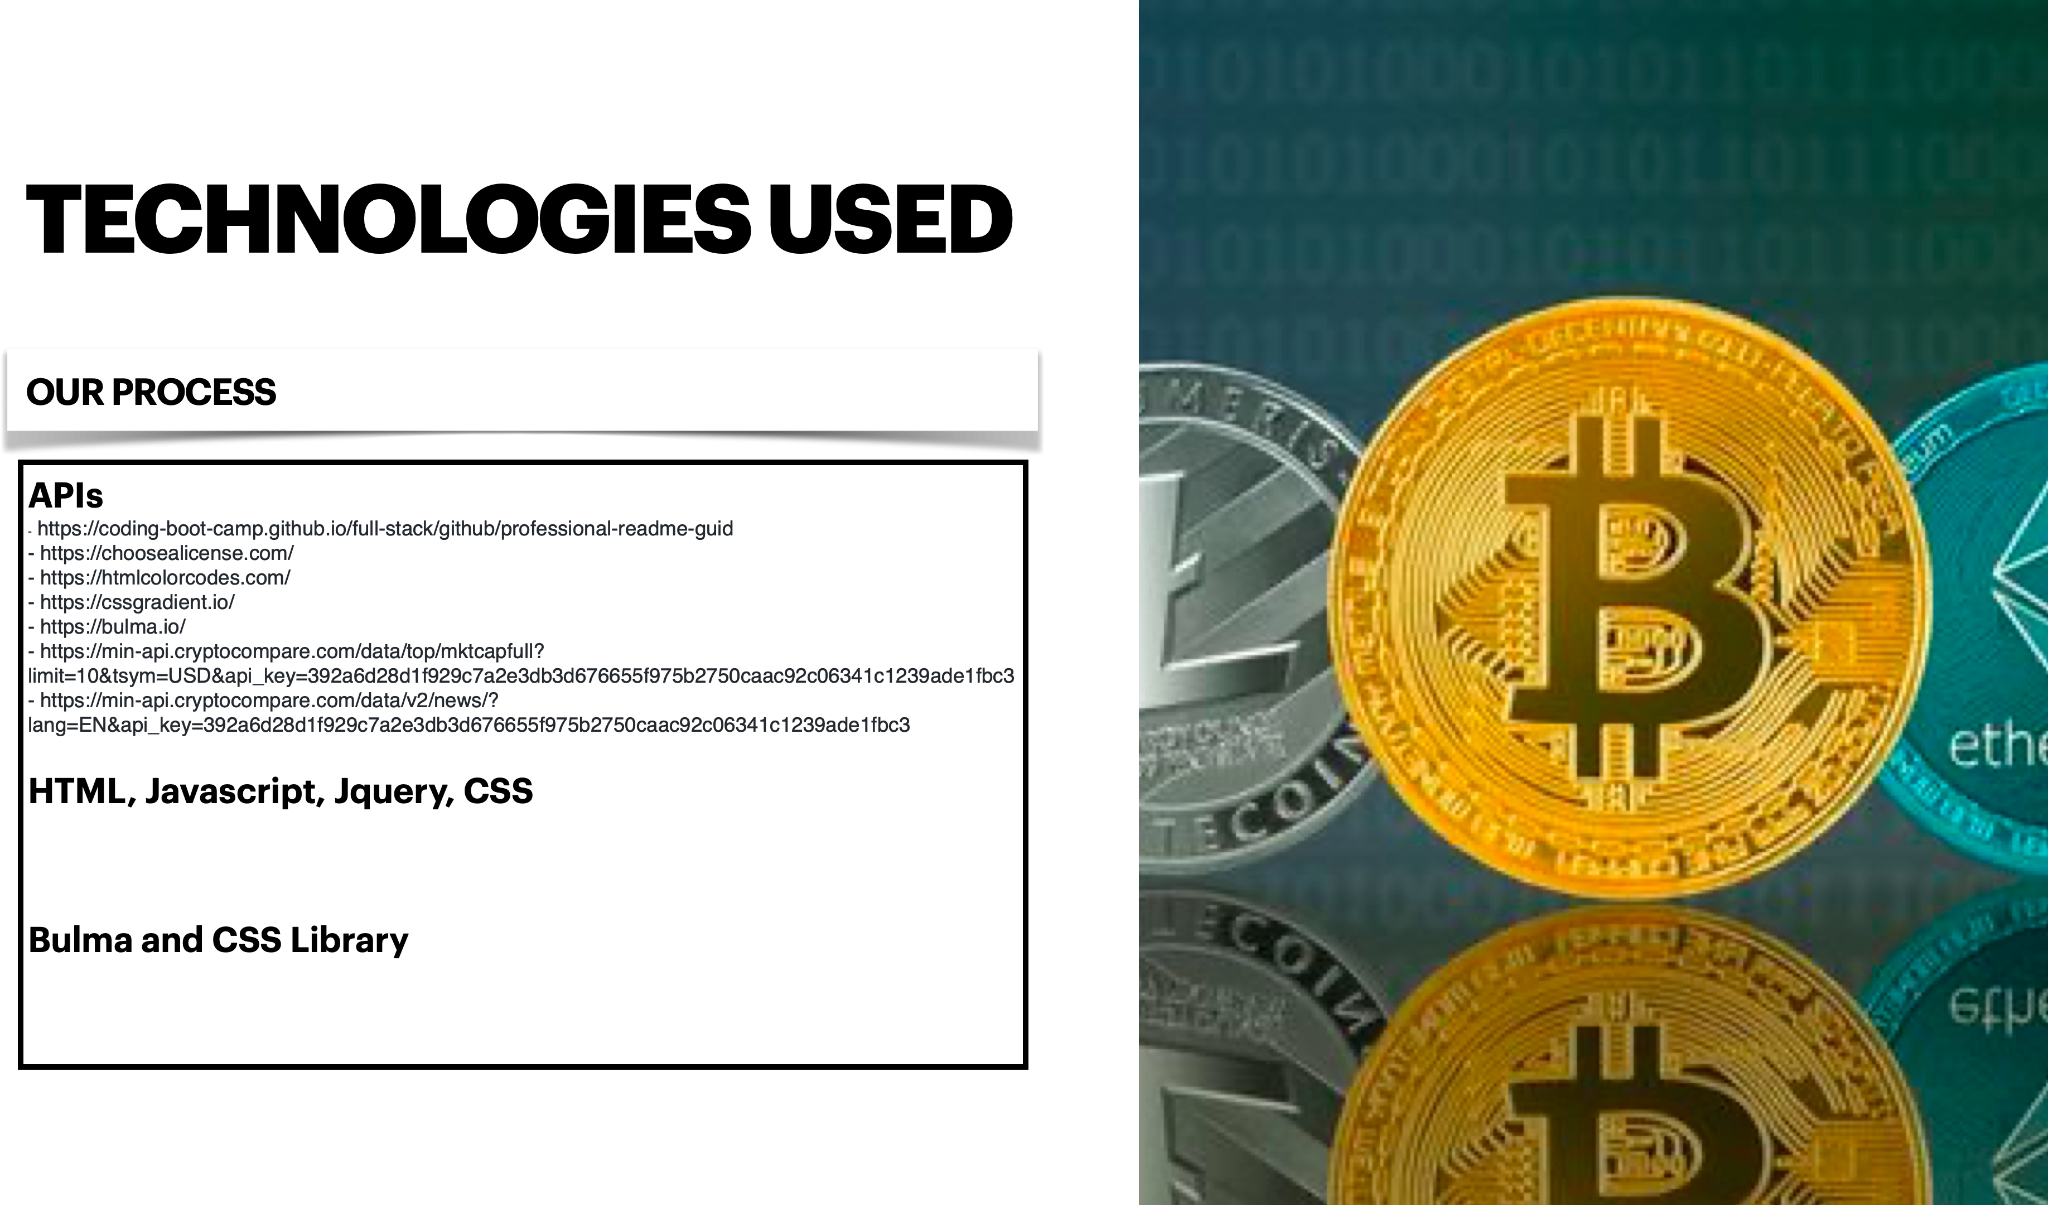 TECHNOLOGIES USED
OUR PROCESS
APIs
- https://coding-boot-camp.github.io/full-stack/github/professional-readme-guid
- https://choosealicense.com/
- https://htmlcolorcodes.com/
- https://cssgradient.io/
- https://bulma.io/
- https://min-api.cryptocompare.com/data/top/mktcapfull?
limit=10&tsym=USD&api_key=392a6d28d1f929c7a2e3db3d676655f975b2750caac92c06341c1239ade1fbc3
- https://min-api.cryptocompare.com/data/v2/news/?
lang=EN&api_key=392a6d28d1f929c7a2e3db3d676655f975b2750caac92c06341c1239ade1fbc3
HTML, Javascript, Jquery, CSS
Bulma and CSS Library